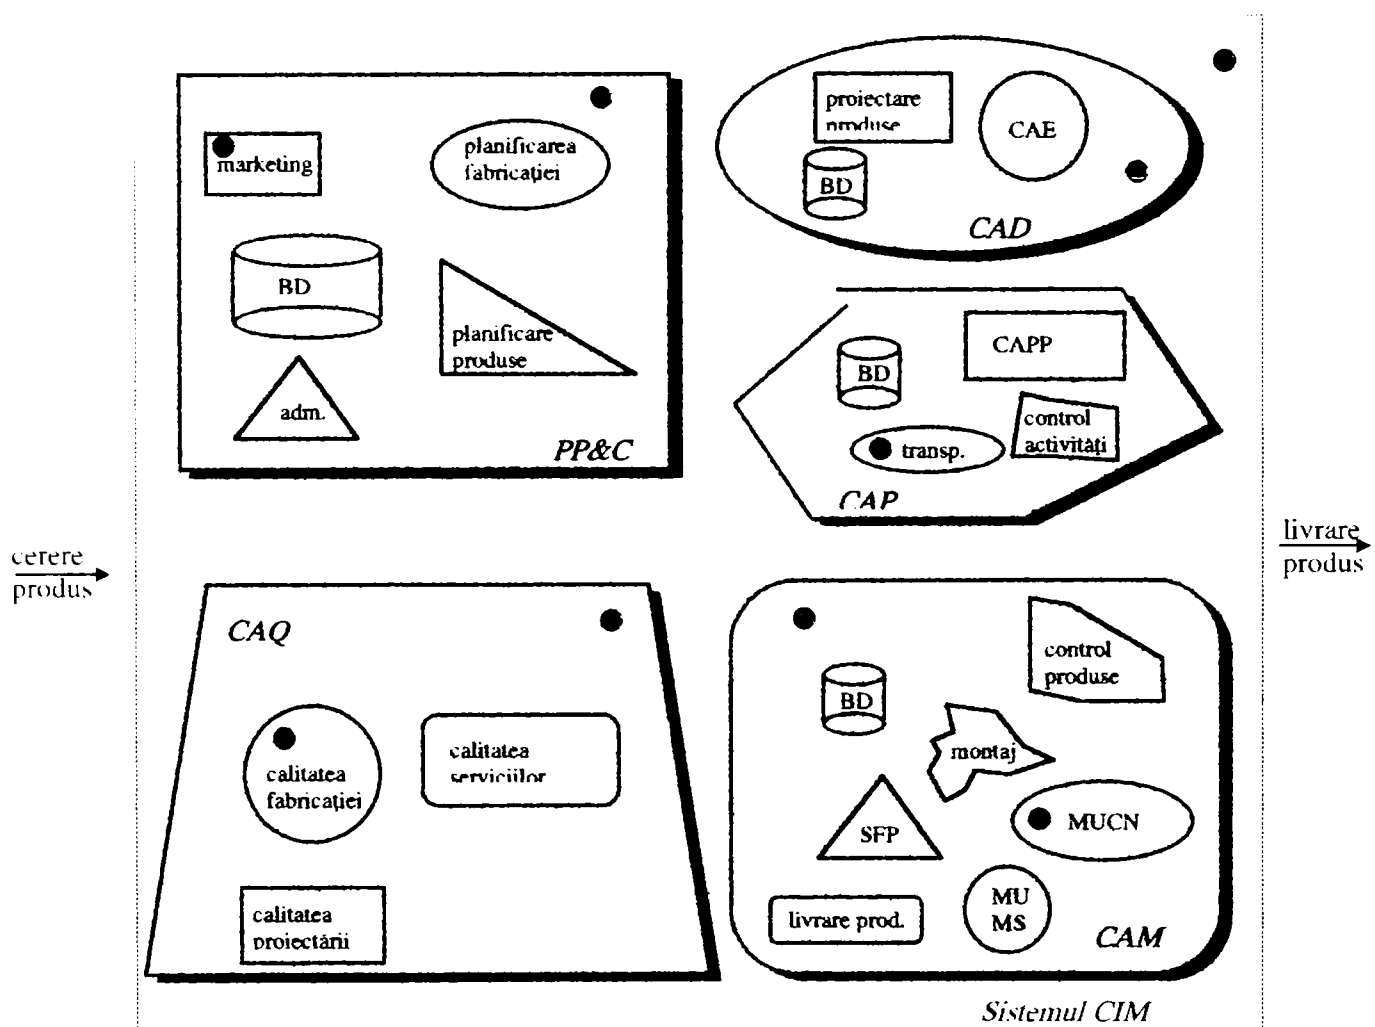 cerere
produs
marketing
planificarea
fabricației
BD
planificare
produse
adm.
PP&C
proiectare
produse
CAE
BD
CAD
BD
CAPP
control
activități
transp.
CAP
livrare
produs
CAQ
calitatea
fabricației
calitatea
serviciilor
calitatea
proiectării
control
produse
BD
montaj
SFP
MUCN
livrare prod.
MU
MS
CAM
Sistemul CIM